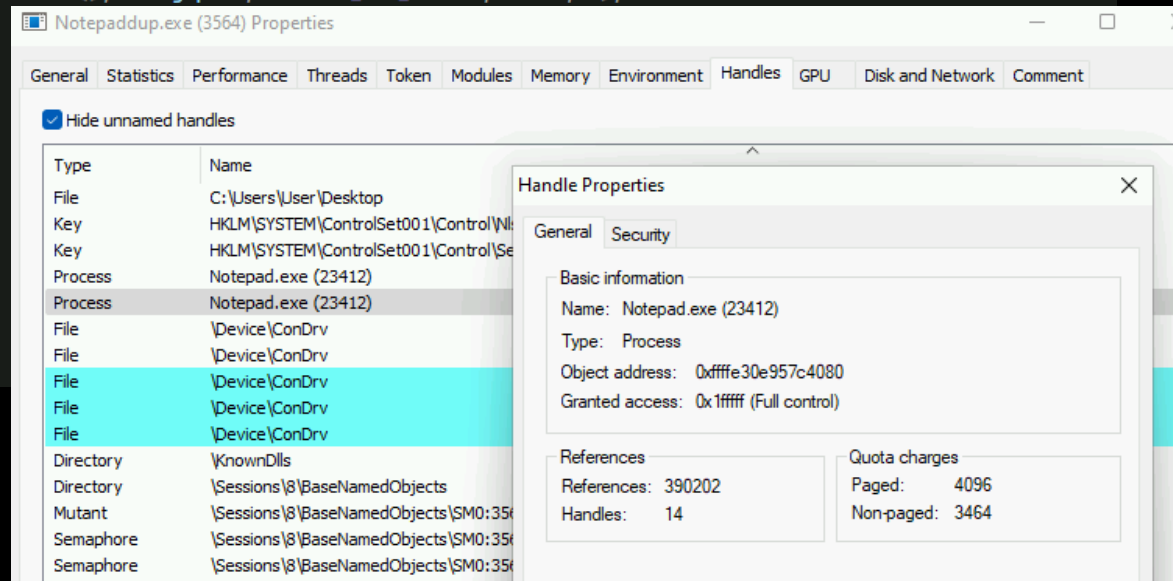 Notepaddup.exe (3564) Properties
General Statistics Performance Threads Token Modules Memory Environment Handles GPU Disk and Network Comment
Hide unnamed handles
Type Name
File C:\Users\User\Desktop
Key HKLM\SYSTEM\ControlSet001\Control\Nls
Key HKLM\SYSTEM\ControlSet001\Control\Se
Process Notepad.exe (23412)
Process Notepad.exe (23412)
File \Device\ConDrv
File \Device\ConDrv
File \Device\ConDrv
File \Device\ConDrv
File \Device\ConDrv
Directory \KnownDlls
Directory \Sessions\8\BaseNamedObjects
Mutant \Sessions\8\BaseNamedObjects\SM0:356
Semaphore \Sessions\8\BaseNamedObjects\SM0:356
Semaphore \Sessions\8\BaseNamedObjects\SM0:356
Handle Properties
General Security
Basic information
Name: Notepad.exe (23412)
Type: Process
Object address: 0xffffe30e957c4080
Granted access: 0x1fffff (Full control)
References
References: 390202
Handles: 14
Quota charges
Paged: 4096
Non-paged: 3464